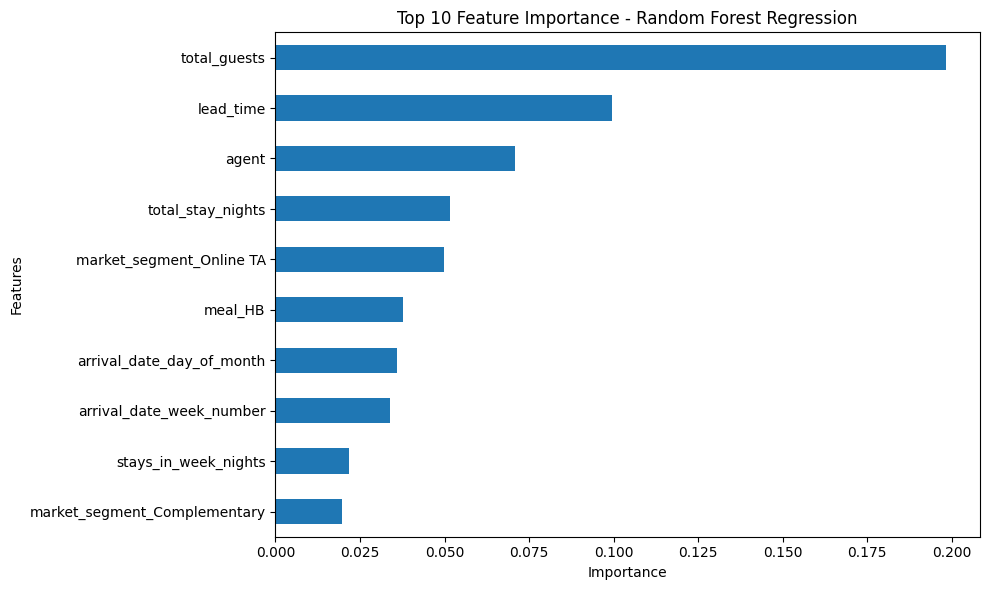 Top 10 Feature Importance - Random Forest Regression
Features
total_guests
lead_time
agent
total_stay_nights
market_segment_Online TA
meal_HB
arrival_date_day_of_month
arrival_date_week_number
stays_in_week_nights
market_segment_Complementary
0.000 0.025 0.050 0.075 0.100 0.125 0.150 0.175 0.200
Importance